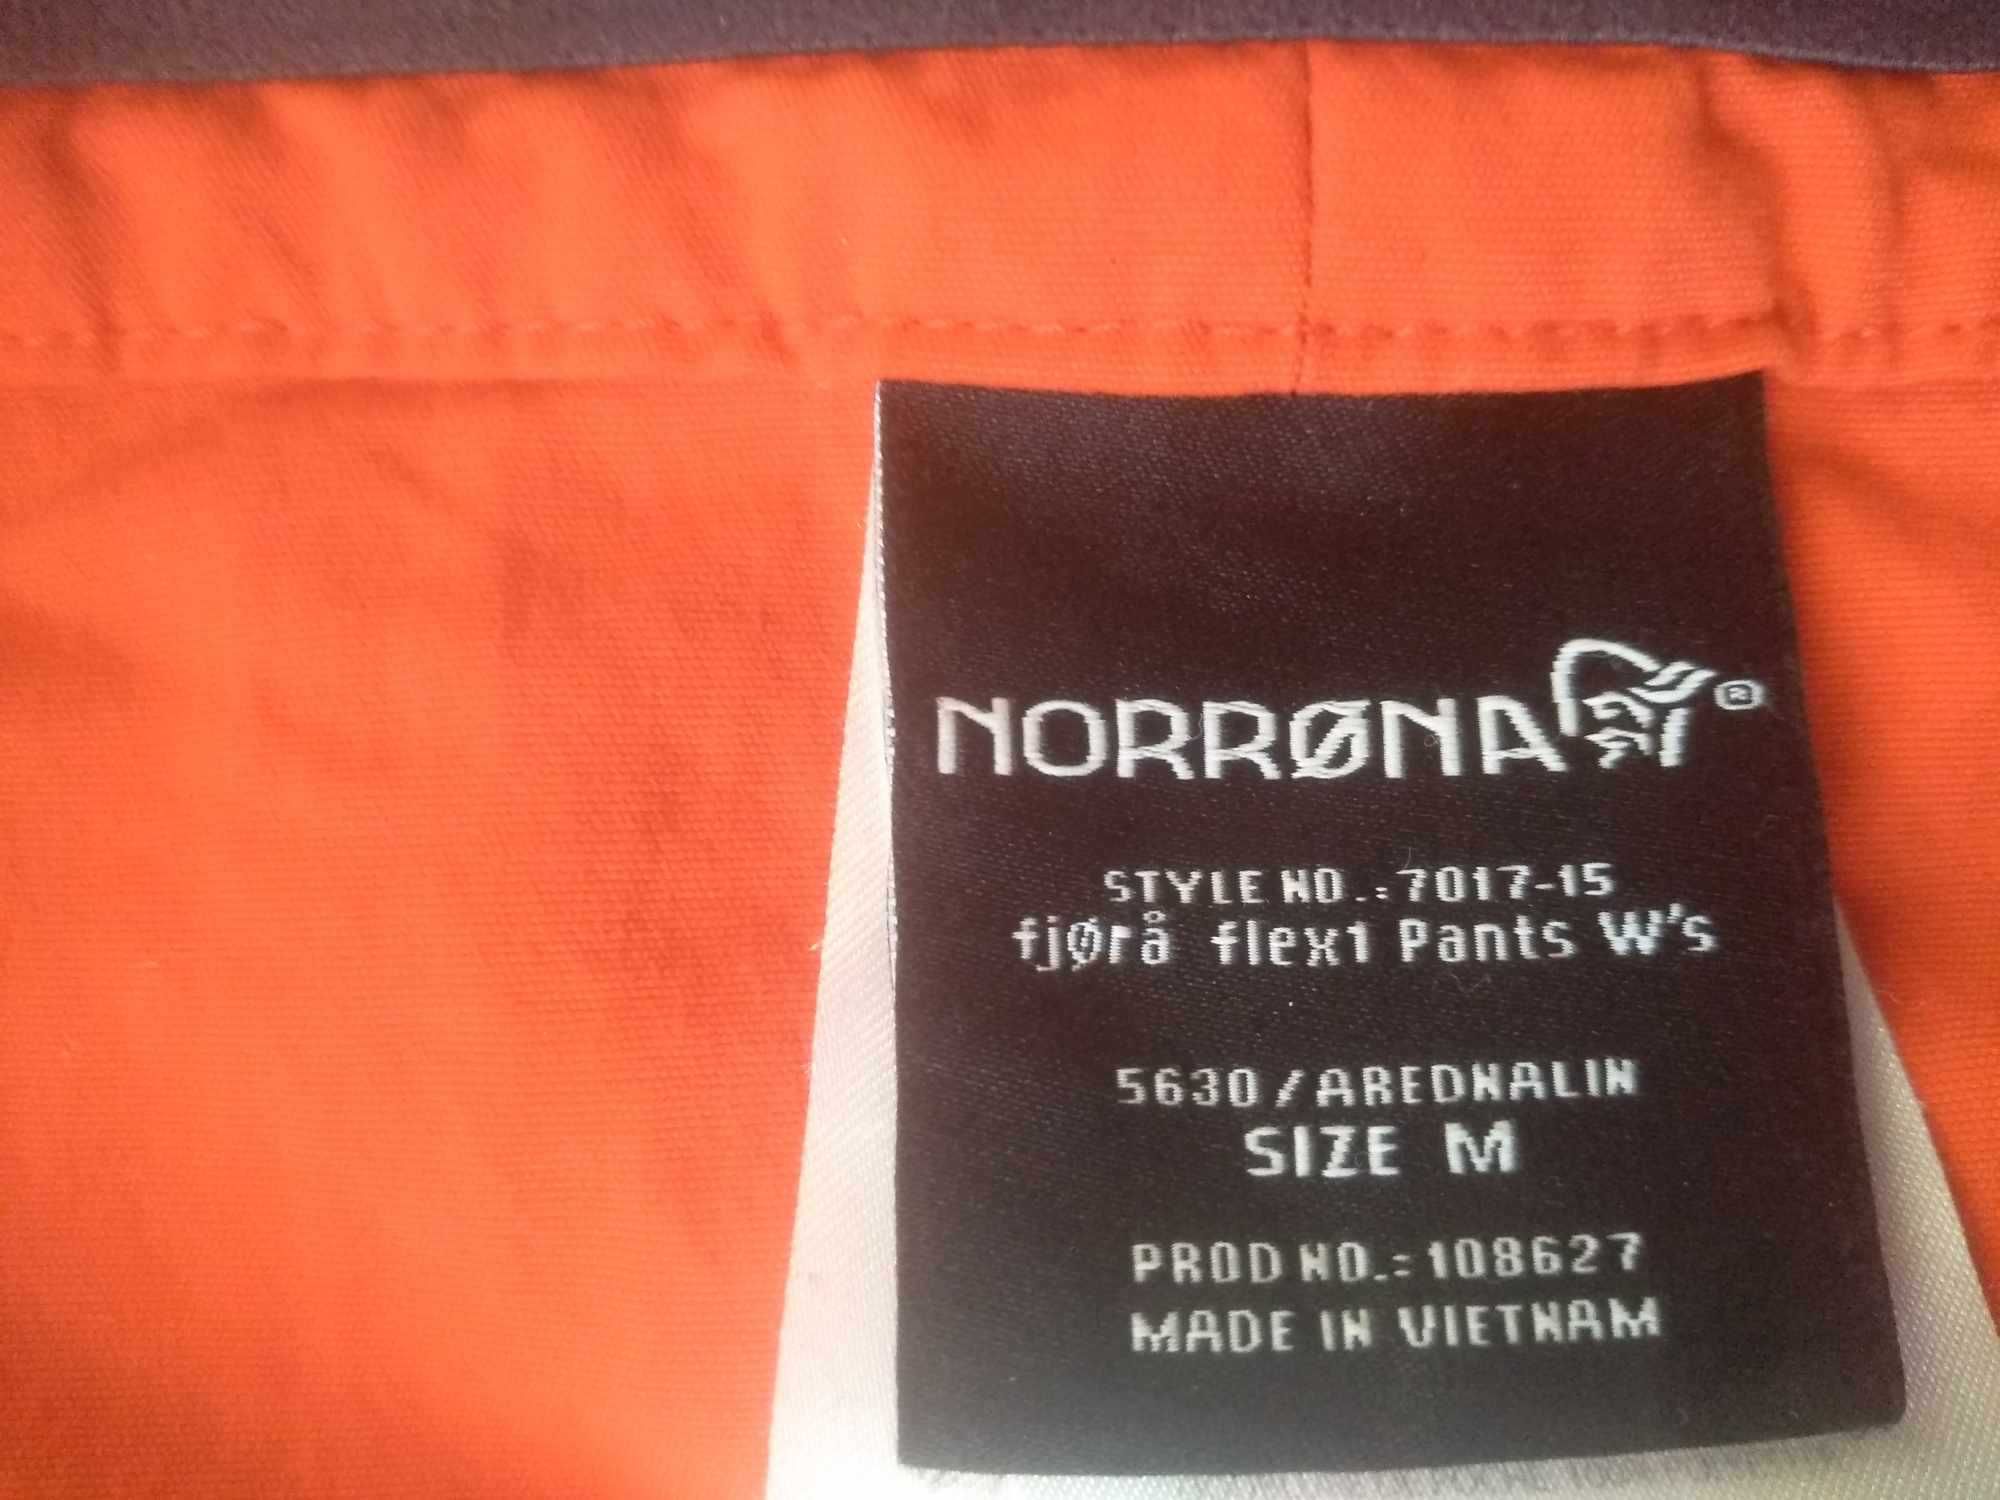 NORRØNA®
STYLE NO.:7017-15
fjørå flex1 Pants W's
5630/AREDNALIN
SIZE M
PROD NO.:108627
MADE IN VIETNAM